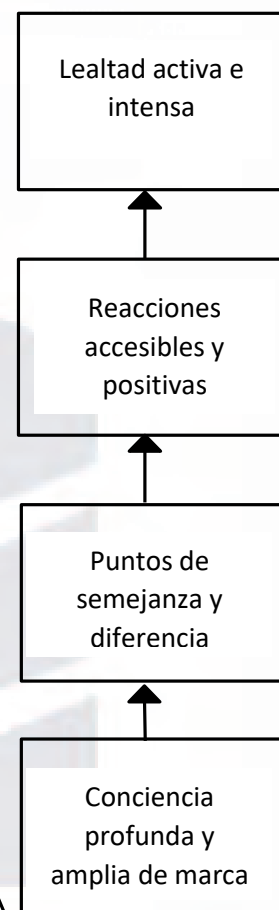 Lealtad activa e
intensa
Reacciones
accesibles y
positivas
Puntos de
semejanza y
diferencia
Conciencia
profunda y
amplia de marca